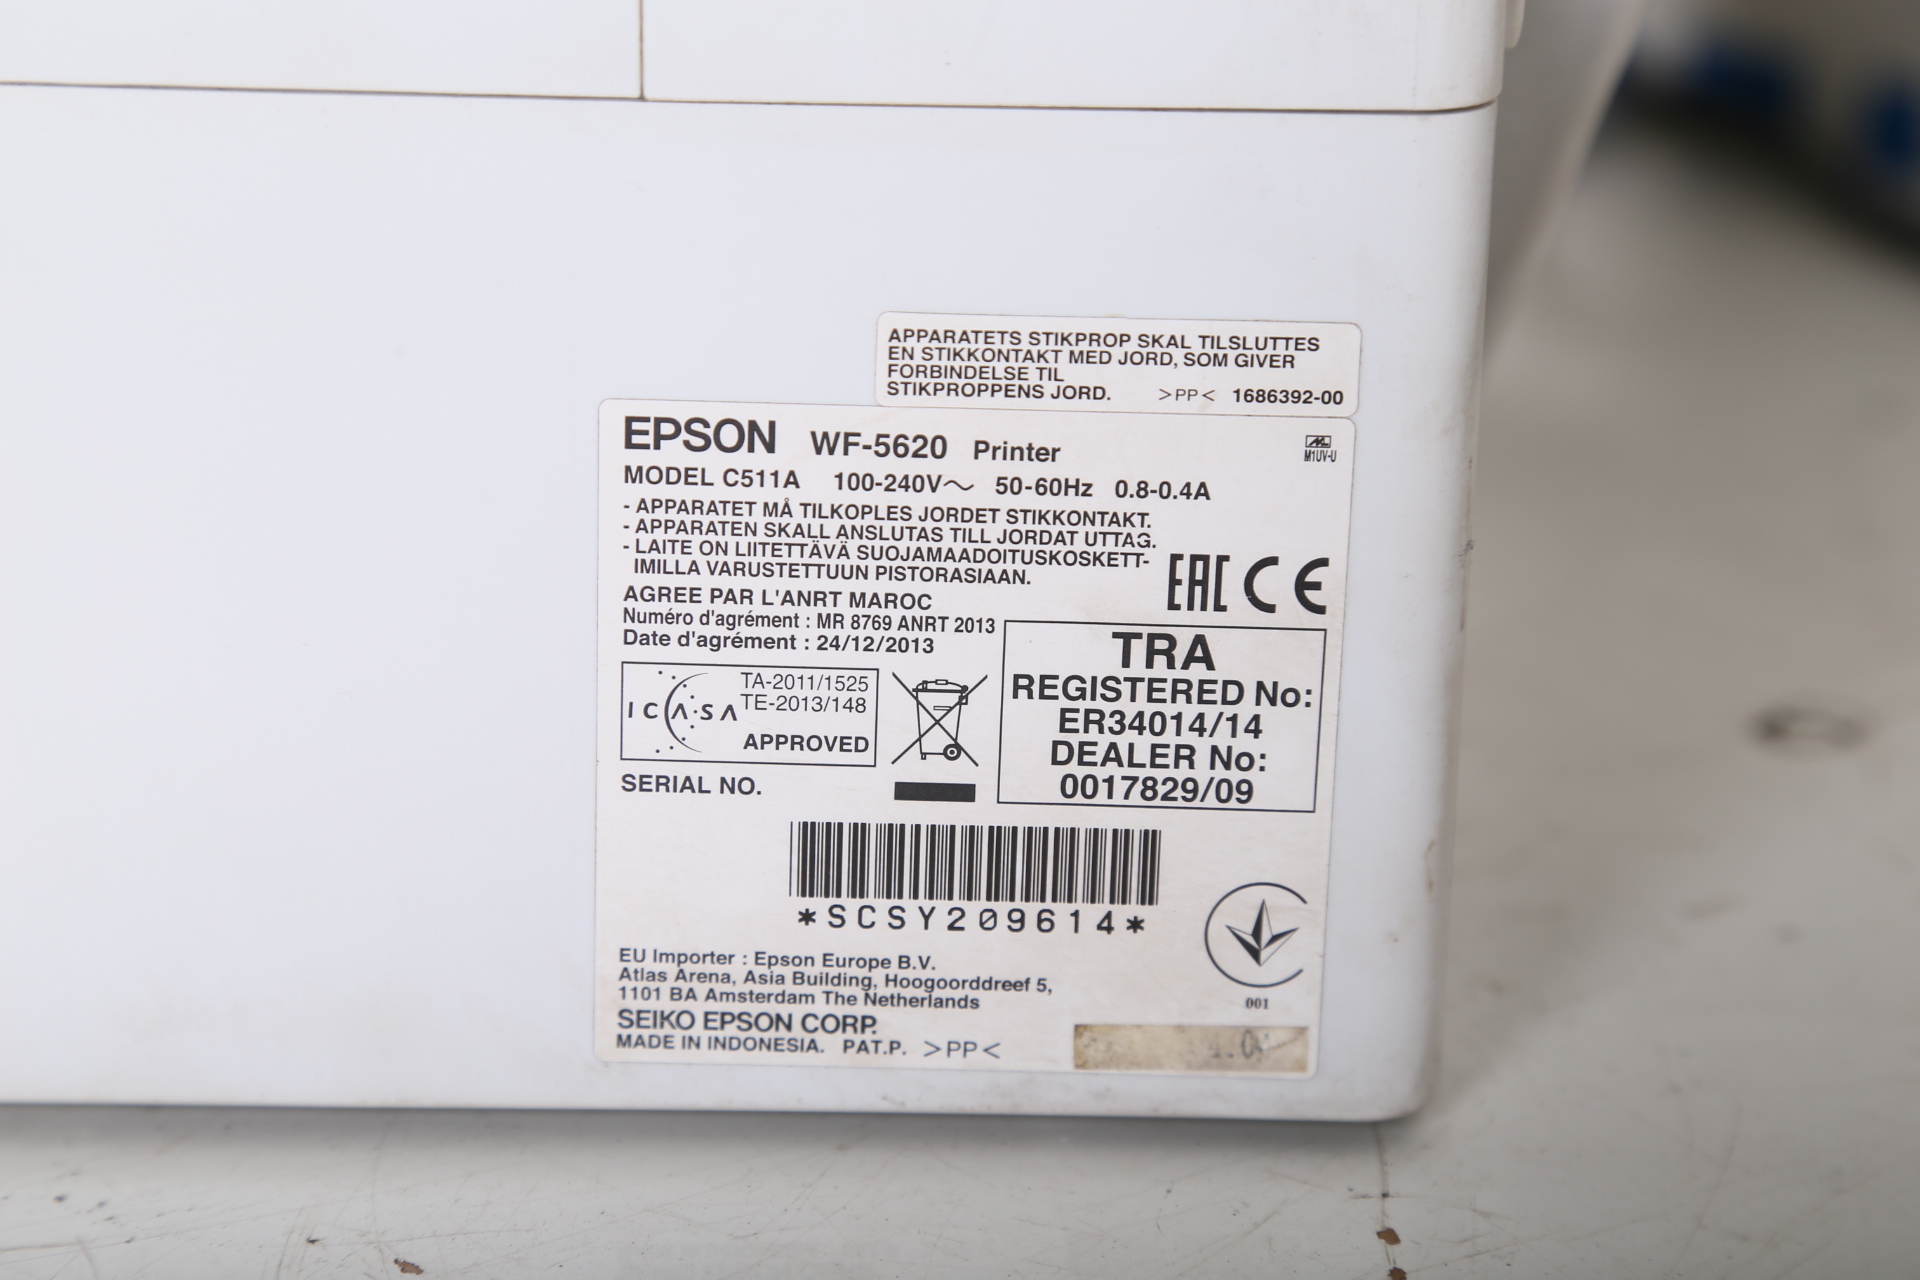 APPARATETS STIKPROP SKAL TILSLUTTES
EN STIKKONTAKT MED JORD, SOM GIVER
FORBINDELSE TIL
STIKPROPPENS JORD. >PP< 1686392-00
EPSON WF-5620 Printer
M1UV-U
MODEL C511A 100-240V~ 50-60Hz 0.8-0.4A
- APPARATET MÅ TILKOPLES JORDET STIKKONTAKT.
- APPARATEN SKALL ANSLUTAS TILL JORDAT UTTAG.
- LAITE ON LIITETTÄVÄ SUOJAMAADOITUSKOSKETT-
IMILLA VARUSTETTUUN PISTORASIAAN.
EAC CE
AGREE PAR L'ANRT MAROC
Numéro d'agrément : MR 8769 ANRT 2013
Date d'agrément : 24/12/2013
ICASA
TA-2011/1525
TE-2013/148
APPROVED
TRA
REGISTERED No:
ER34014/14
DEALER No:
0017829/09
SERIAL NO.
*SCSY209614*
001
EU Importer : Epson Europe B.V.
Atlas Arena, Asia Building, Hoogoorddreef 5,
1101 BA Amsterdam The Netherlands
SEIKO EPSON CORP.
MADE IN INDONESIA. PAT.P. >PP<